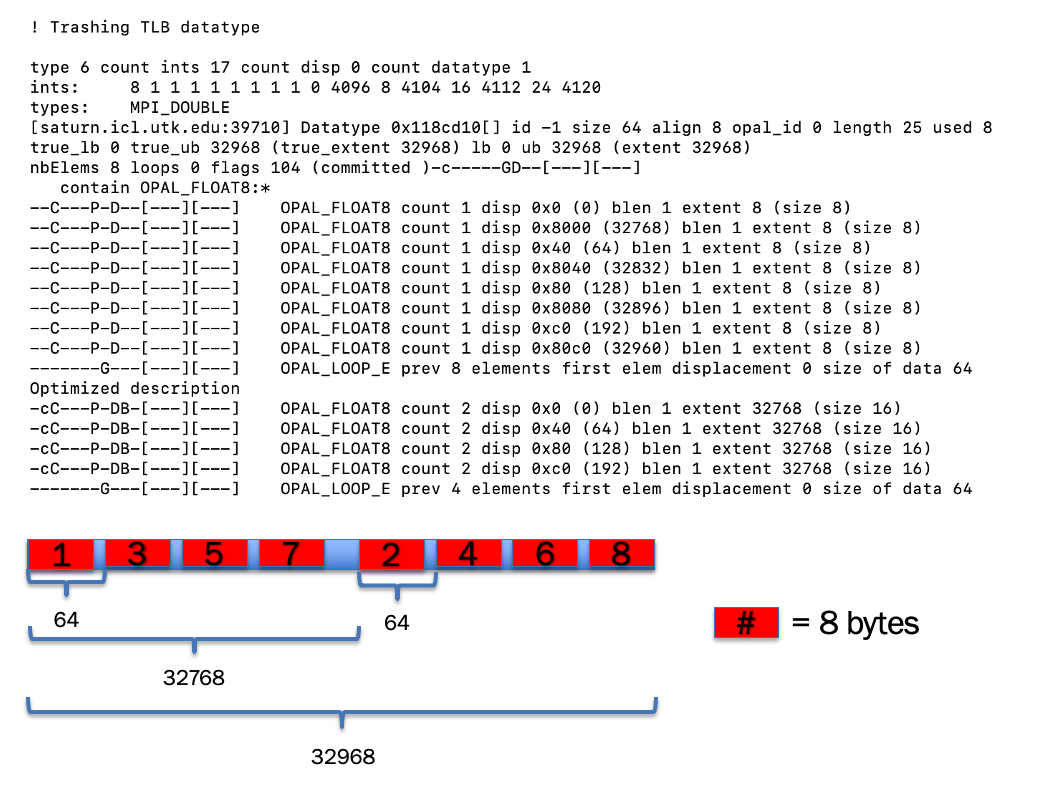 ! Trashing TLB datatype
type 6 count ints 17 count disp 0 count datatype 1
ints:     8 1 1 1 1 1 1 1 1 0 4096 8 4104 16 4112 24 4120
types:    MPI_DOUBLE
[saturn.icl.utk.edu:39710] Datatype 0x118cd10[] id -1 size 64 align 8 opal_id 0 length 25 used 8
true_lb 0 true_ub 32968 (true_extent 32968) lb 0 ub 32968 (extent 32968)
nbElems 8 loops 0 flags 104 (committed )-c-----GD--[---][---]
   contain OPAL_FLOAT8:*
--C---P-D--[---][---]    OPAL_FLOAT8 count 1 disp 0x0 (0) blen 1 extent 8 (size 8)
--C---P-D--[---][---]    OPAL_FLOAT8 count 1 disp 0x8000 (32768) blen 1 extent 8 (size 8)
--C---P-D--[---][---]    OPAL_FLOAT8 count 1 disp 0x40 (64) blen 1 extent 8 (size 8)
--C---P-D--[---][---]    OPAL_FLOAT8 count 1 disp 0x8040 (32832) blen 1 extent 8 (size 8)
--C---P-D--[---][---]    OPAL_FLOAT8 count 1 disp 0x80 (128) blen 1 extent 8 (size 8)
--C---P-D--[---][---]    OPAL_FLOAT8 count 1 disp 0x8080 (32896) blen 1 extent 8 (size 8)
--C---P-D--[---][---]    OPAL_FLOAT8 count 1 disp 0xc0 (192) blen 1 extent 8 (size 8)
--C---P-D--[---][---]    OPAL_FLOAT8 count 1 disp 0x80c0 (32960) blen 1 extent 8 (size 8)
-------G---[---][---]    OPAL_LOOP_E prev 8 elements first elem displacement 0 size of data 64
Optimized description
-cC---P-DB-[---][---]    OPAL_FLOAT8 count 2 disp 0x0 (0) blen 1 extent 32768 (size 16)
-cC---P-DB-[---][---]    OPAL_FLOAT8 count 2 disp 0x40 (64) blen 1 extent 32768 (size 16)
-cC---P-DB-[---][---]    OPAL_FLOAT8 count 2 disp 0x80 (128) blen 1 extent 32768 (size 16)
-cC---P-DB-[---][---]    OPAL_FLOAT8 count 2 disp 0xc0 (192) blen 1 extent 32768 (size 16)
-------G---[---][---]    OPAL_LOOP_E prev 4 elements first elem displacement 0 size of data 64
1 3 5 7 2 4 6 8
64 64
# = 8 bytes
32768
32968